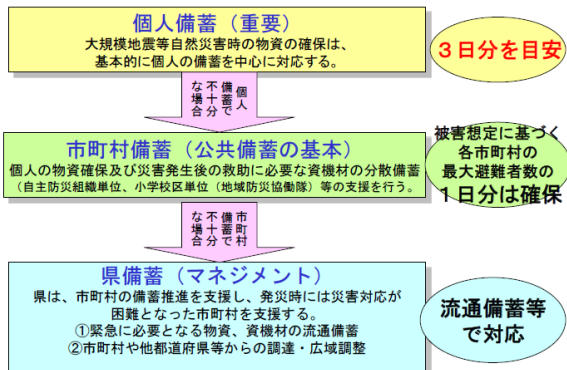 個人備蓄（重要）
大規模地震等自然災害時の物資の確保は、
基本的に個人の備蓄を中心に対応する。
３日分を目安
個人備蓄で不十分な場合
市町村備蓄（公共備蓄の基本）
個人の物資確保及び災害発生後の救助に必要な資機材の分散備蓄
（自主防災組織単位、小学校区単位（地域防災協働隊）等の支援を行う。
被害想定に基づく
各市町村の
最大避難者数の
１日分は確保
市町村備蓄で不十分な場合
県備蓄（マネジメント）
県は、市町村の備蓄推進を支援し、発災時には災害対応が
困難となった市町村を支援する。
①緊急に必要となる物資、資機材の流通備蓄
②市町村や他都道府県等からの調達・広域調整
流通備蓄等
で対応